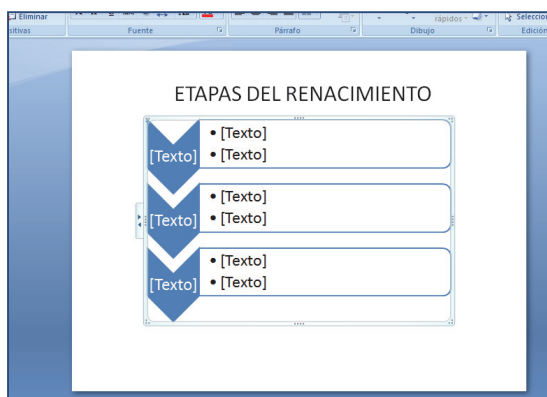 Eliminar
rápidos
Seleccion
sitivas
Fuente
Párrafo
Dibujo
Edición
ETAPAS DEL RENACIMIENTO
[Texto]
• [Texto]
• [Texto]
[Texto]
• [Texto]
• [Texto]
[Texto]
• [Texto]
• [Texto]